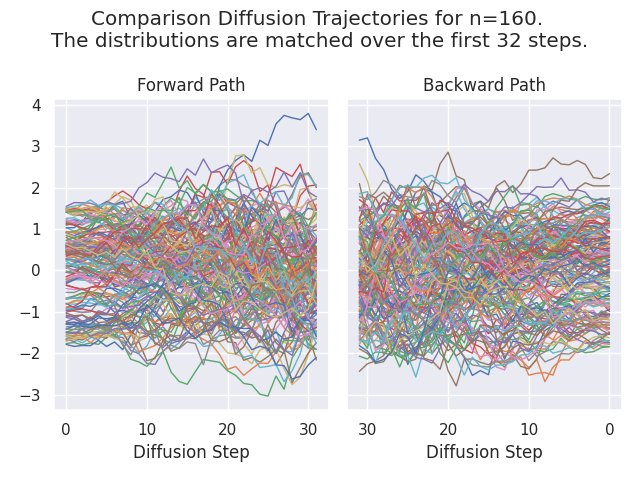 Comparison Diffusion Trajectories for n=160.
The distributions are matched over the first 32 steps.
Forward Path
Backward Path
4
3
2
1
0
−1
−2
−3
0 10 20 30
30 20 10 0
Diffusion Step
Diffusion Step